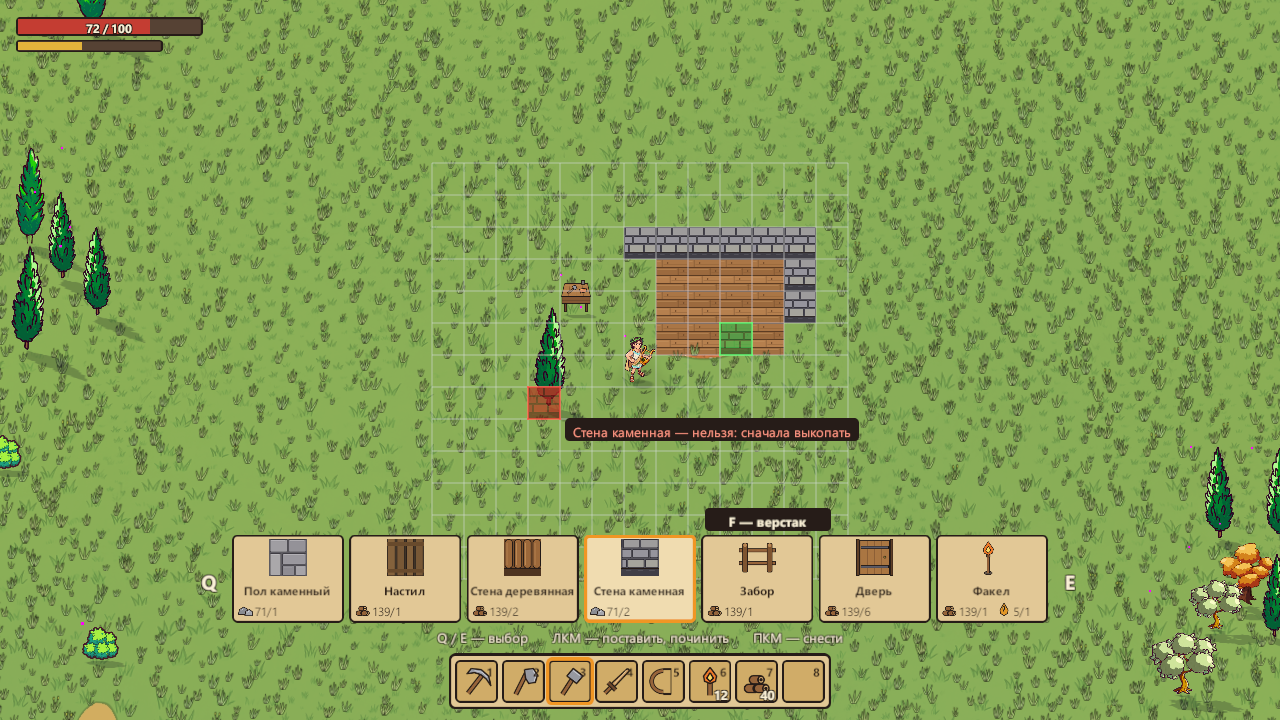 72 / 100
Стена каменная — нельзя: сначала выкопать
F — верстак
Q
Пол каменный
71/1
Настил
139/1
Стена деревянная
139/2
Стена каменная
71/2
Забор
139/1
Дверь
139/6
Факел
139/1 5/1
E
Q / E — выбор ЛКМ — поставить, починить ПКМ — снести
4 5 6 7 8
12 40